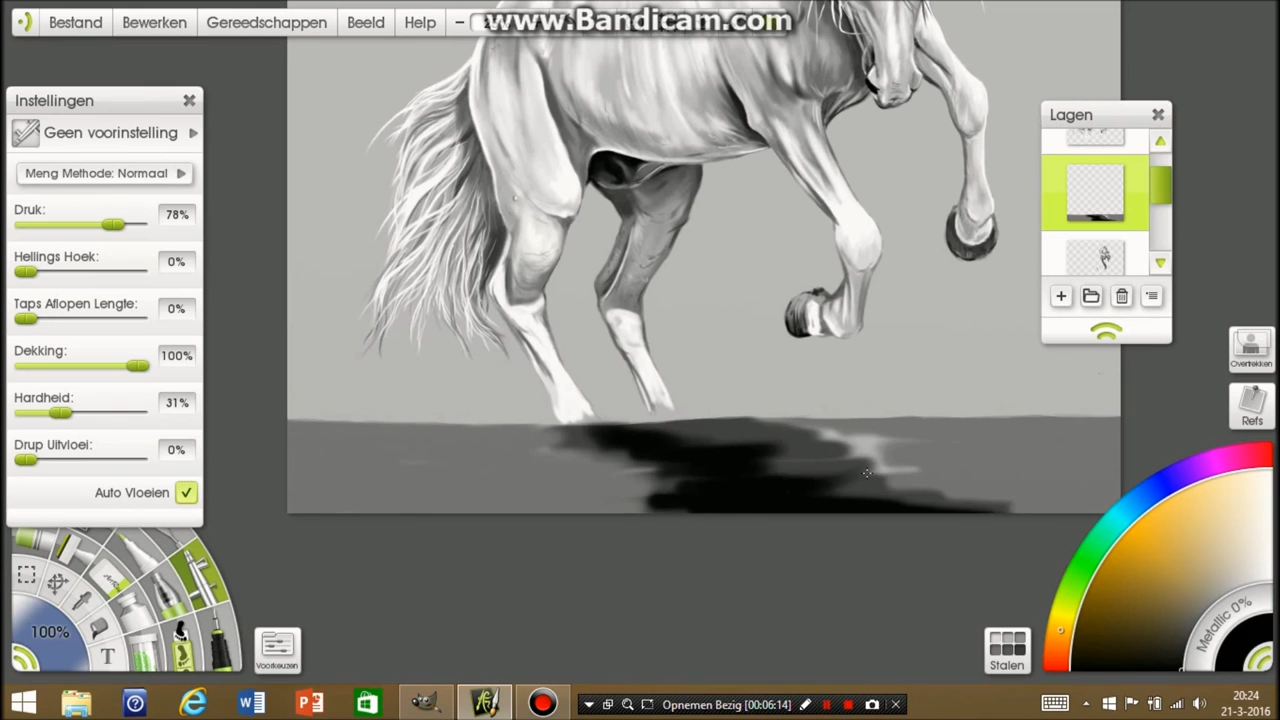 Bestand Bewerken Gereedschappen Beeld Help
www.Bandicam.com
Instellingen
Geen voorinstelling
Meng Methode: Normaal
Druk: 78%
Hellings Hoek: 0%
Taps Aflopen Lengte: 0%
Dekking: 100%
Hardheid: 31%
Drup Uitvloei: 0%
Auto Vloeien
100%
T
Voorkeuzen
Lagen
Overtrekken
Refs
Metallic 0%
Stalen
Opnemen Bezig [00:06:14]
20:24
21-3-2016